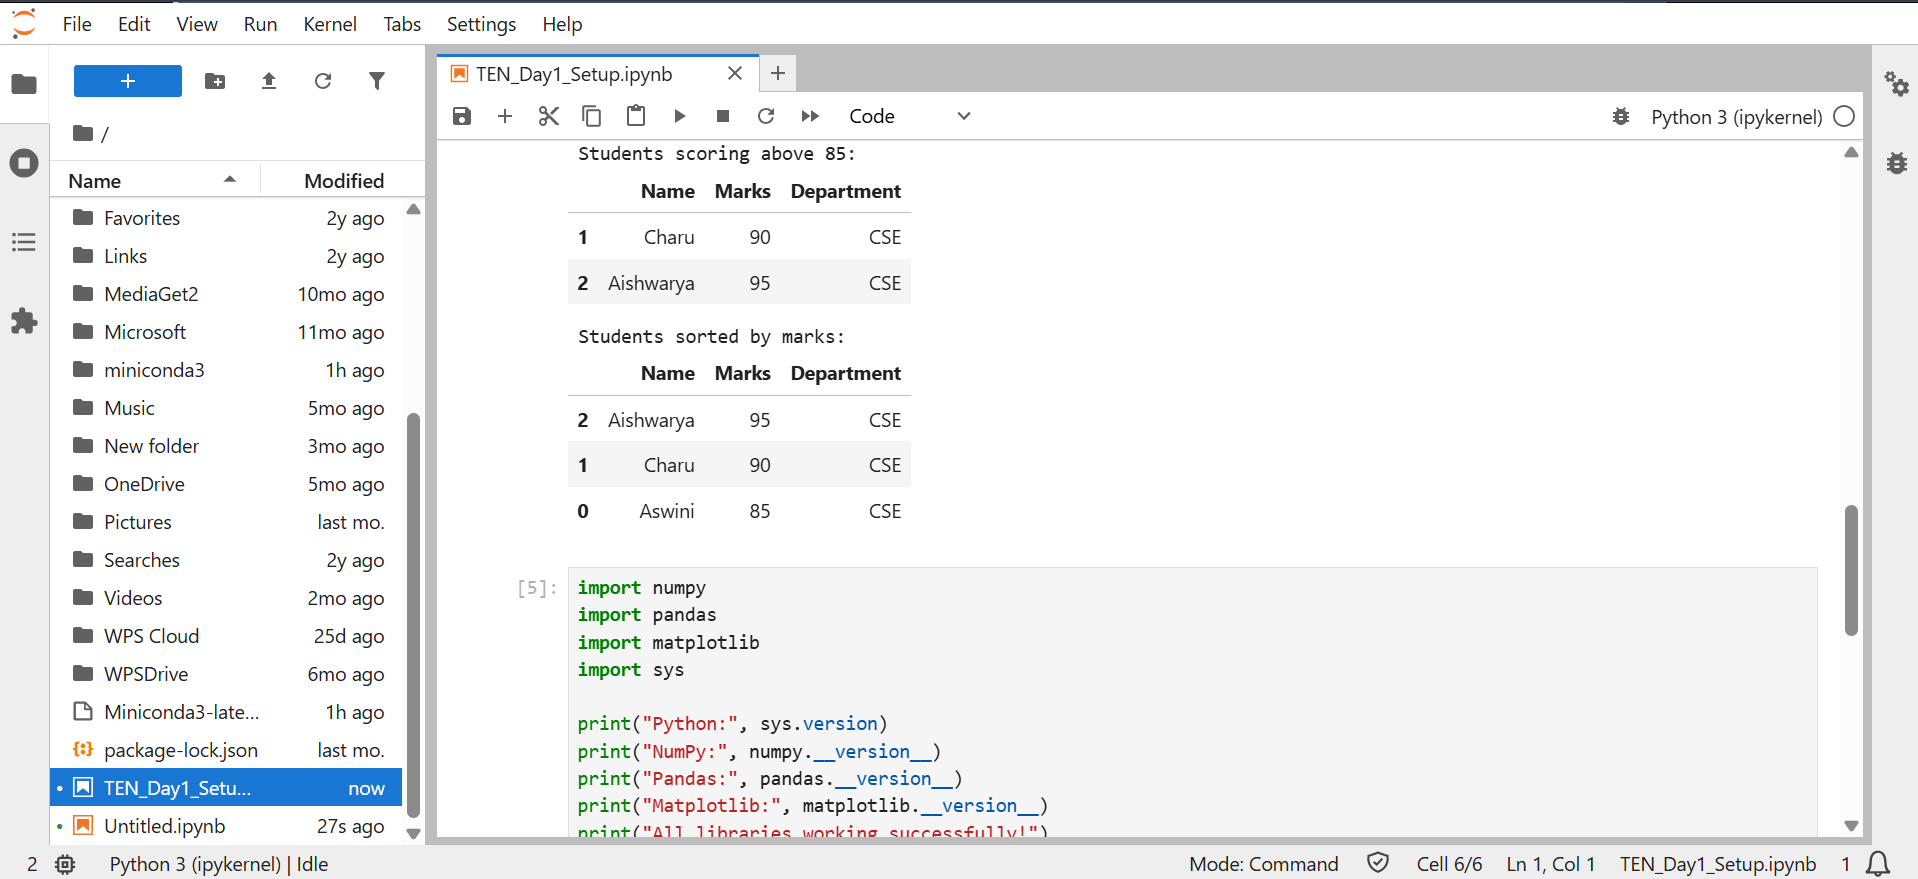 File Edit View Run Kernel Tabs Settings Help
+
/
Name Modified
Favorites 2y ago
Links 2y ago
MediaGet2 10mo ago
Microsoft 11mo ago
miniconda3 1h ago
Music 5mo ago
New folder 3mo ago
OneDrive 5mo ago
Pictures last mo.
Searches 2y ago
Videos 2mo ago
WPS Cloud 25d ago
WPSDrive 6mo ago
Miniconda3-late... 1h ago
package-lock.json last mo.
TEN_Day1_Setu... now
Untitled.ipynb 27s ago
TEN_Day1_Setup.ipynb
Code
Python 3 (ipykernel)
Students scoring above 85:
Name Marks Department
1 Charu 90 CSE
2 Aishwarya 95 CSE
Students sorted by marks:
Name Marks Department
2 Aishwarya 95 CSE
1 Charu 90 CSE
0 Aswini 85 CSE
[5]:
import numpy
import pandas
import matplotlib
import sys
print("Python:", sys.version)
print("NumPy:", numpy.__version__)
print("Pandas:", pandas.__version__)
print("Matplotlib:", matplotlib.__version__)
print("All libraries working successfully!")
2 Python 3 (ipykernel) | Idle Mode: Command Cell 6/6 Ln 1, Col 1 TEN_Day1_Setup.ipynb 1